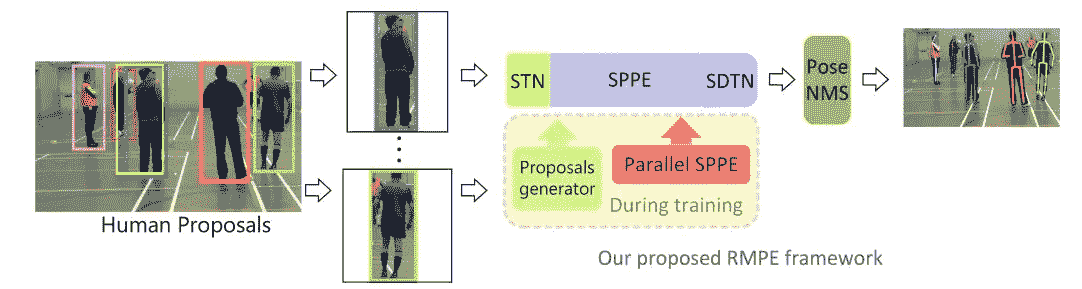 Human Proposals
STN SPPE SDTN
Proposals
generator
Parallel SPPE
During training
Pose
NMS
Our proposed RMPE framework